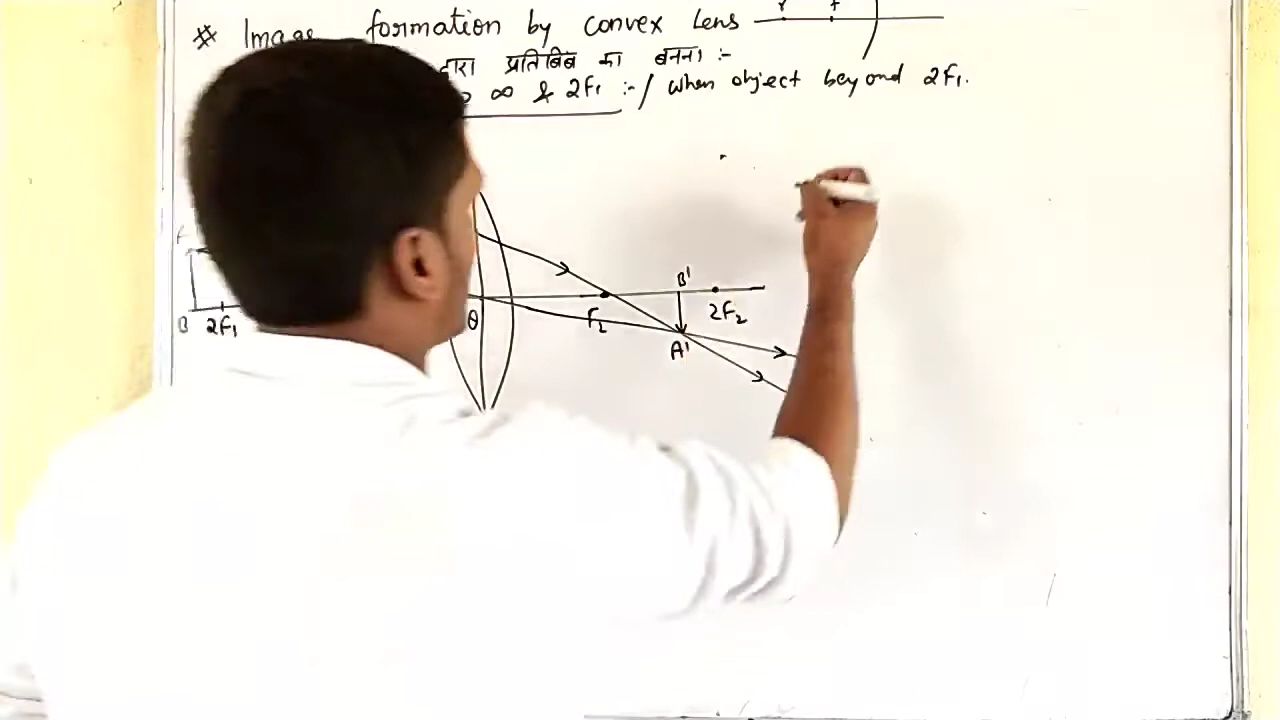 # Image formation by convex lens
द्वारा प्रतिबिंब का बनना :-
∞ & 2F₁ :- / When object beyond 2F₁.
B'
F₂
2F₂
O
B 2F₁
A'